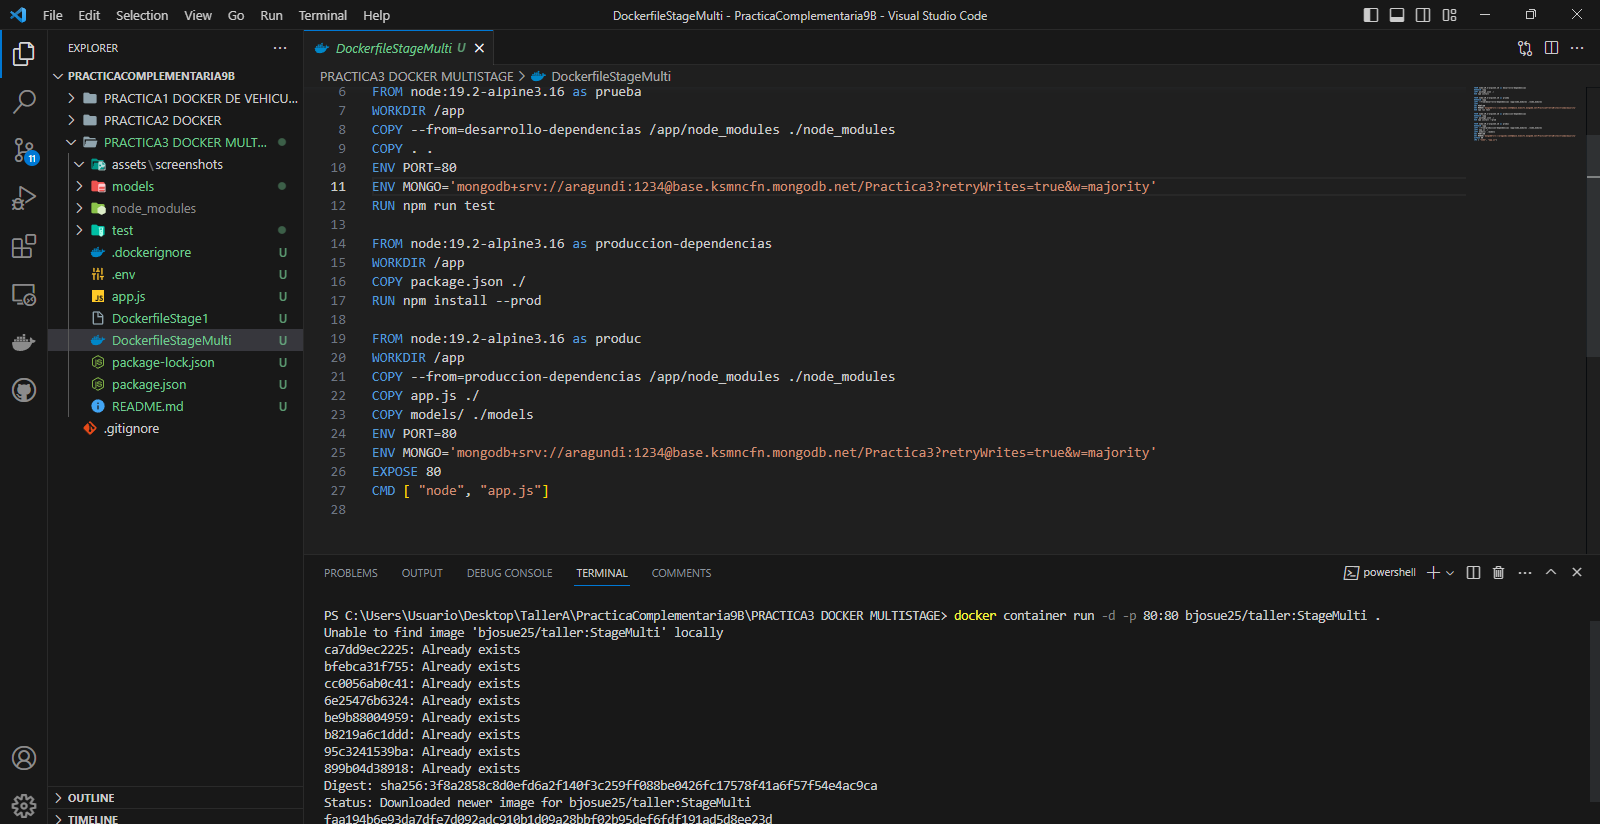 File Edit Selection View Go Run Terminal Help
DockerfileStageMulti - PracticaComplementaria9B - Visual Studio Code
EXPLORER
PRACTICACOMPLEMENTARIA9B
PRACTICA1 DOCKER DE VEHICU...
PRACTICA2 DOCKER
PRACTICA3 DOCKER MULT...
assets\screenshots
models
node_modules
test
.dockerignore U
.env U
app.js U
DockerfileStage1 U
DockerfileStageMulti U
package-lock.json U
package.json U
README.md U
.gitignore
OUTLINE
TIMELINE
11
DockerfileStageMulti U
PRACTICA3 DOCKER MULTISTAGE > DockerfileStageMulti
6 FROM node:19.2-alpine3.16 as prueba
7 WORKDIR /app
8 COPY --from=desarrollo-dependencias /app/node_modules ./node_modules
9 COPY . .
10 ENV PORT=80
11 ENV MONGO='mongodb+srv://aragundi:1234@base.ksmncfn.mongodb.net/Practica3?retryWrites=true&w=majority'
12 RUN npm run test
13
14 FROM node:19.2-alpine3.16 as produccion-dependencias
15 WORKDIR /app
16 COPY package.json ./
17 RUN npm install --prod
18
19 FROM node:19.2-alpine3.16 as produc
20 WORKDIR /app
21 COPY --from=produccion-dependencias /app/node_modules ./node_modules
22 COPY app.js ./
23 COPY models/ ./models
24 ENV PORT=80
25 ENV MONGO='mongodb+srv://aragundi:1234@base.ksmncfn.mongodb.net/Practica3?retryWrites=true&w=majority'
26 EXPOSE 80
27 CMD [ "node", "app.js"]
28
PROBLEMS OUTPUT DEBUG CONSOLE TERMINAL COMMENTS
powershell
PS C:\Users\Usuario\Desktop\TallerA\PracticaComplementaria9B\PRACTICA3 DOCKER MULTISTAGE> docker container run -d -p 80:80 bjosue25/taller:StageMulti .
Unable to find image 'bjosue25/taller:StageMulti' locally
ca7dd9ec2225: Already exists
bfebca31f755: Already exists
cc0056ab0c41: Already exists
6e25476b6324: Already exists
be9b88004959: Already exists
b8219a6c1ddd: Already exists
95c3241539ba: Already exists
899b04d38918: Already exists
Digest: sha256:3f8a2858c8d0efd6a2f140f3c259ff088be0426fc17578f41a6f57f54e4ac9ca
Status: Downloaded newer image for bjosue25/taller:StageMulti
faa194b6e93da7dfe7d092adc910b1d09a28bbf02b95def6fdf191ad5d8ee23d